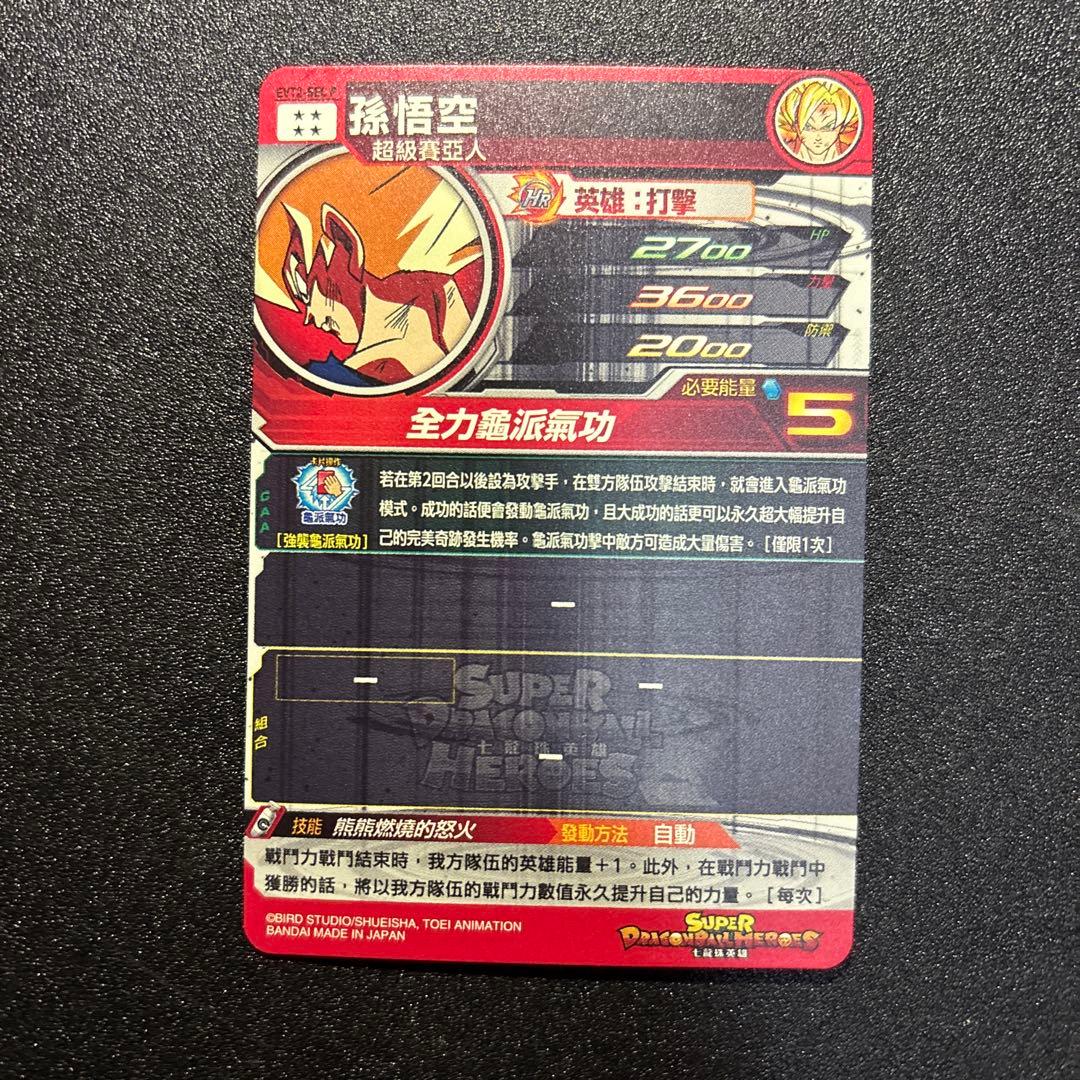 EVT2-SEC P
孫悟空
超級賽亞人
HR 英雄：打擊
HP
2700
力量
3600
防禦
2000
必要能量 5
全力龜派氣功
CAA
卡片操作
龜派氣功
[強襲龜派氣功]
若在第2回合以後設為攻擊手，在雙方隊伍攻擊結束時，就會進入龜派氣功
模式。成功的話便會發動龜派氣功，且大成功的話更可以永久超大幅提升自
己的完美奇跡發生機率。龜派氣功擊中敵方可造成大量傷害。[僅限1次]
—
組合
— —
—
SUPER
DRAGONBALL
七龍珠英雄
HEROES
技能 熊熊燃燒的怒火 發動方法 自動
戰鬥力戰鬥結束時，我方隊伍的英雄能量＋1。此外，在戰鬥力戰鬥中
獲勝的話，將以我方隊伍的戰鬥力數值永久提升自己的力量。[每次]
©BIRD STUDIO/SHUEISHA, TOEI ANIMATION
BANDAI MADE IN JAPAN
SUPER
DRAGONBALL HEROES
七龍珠英雄